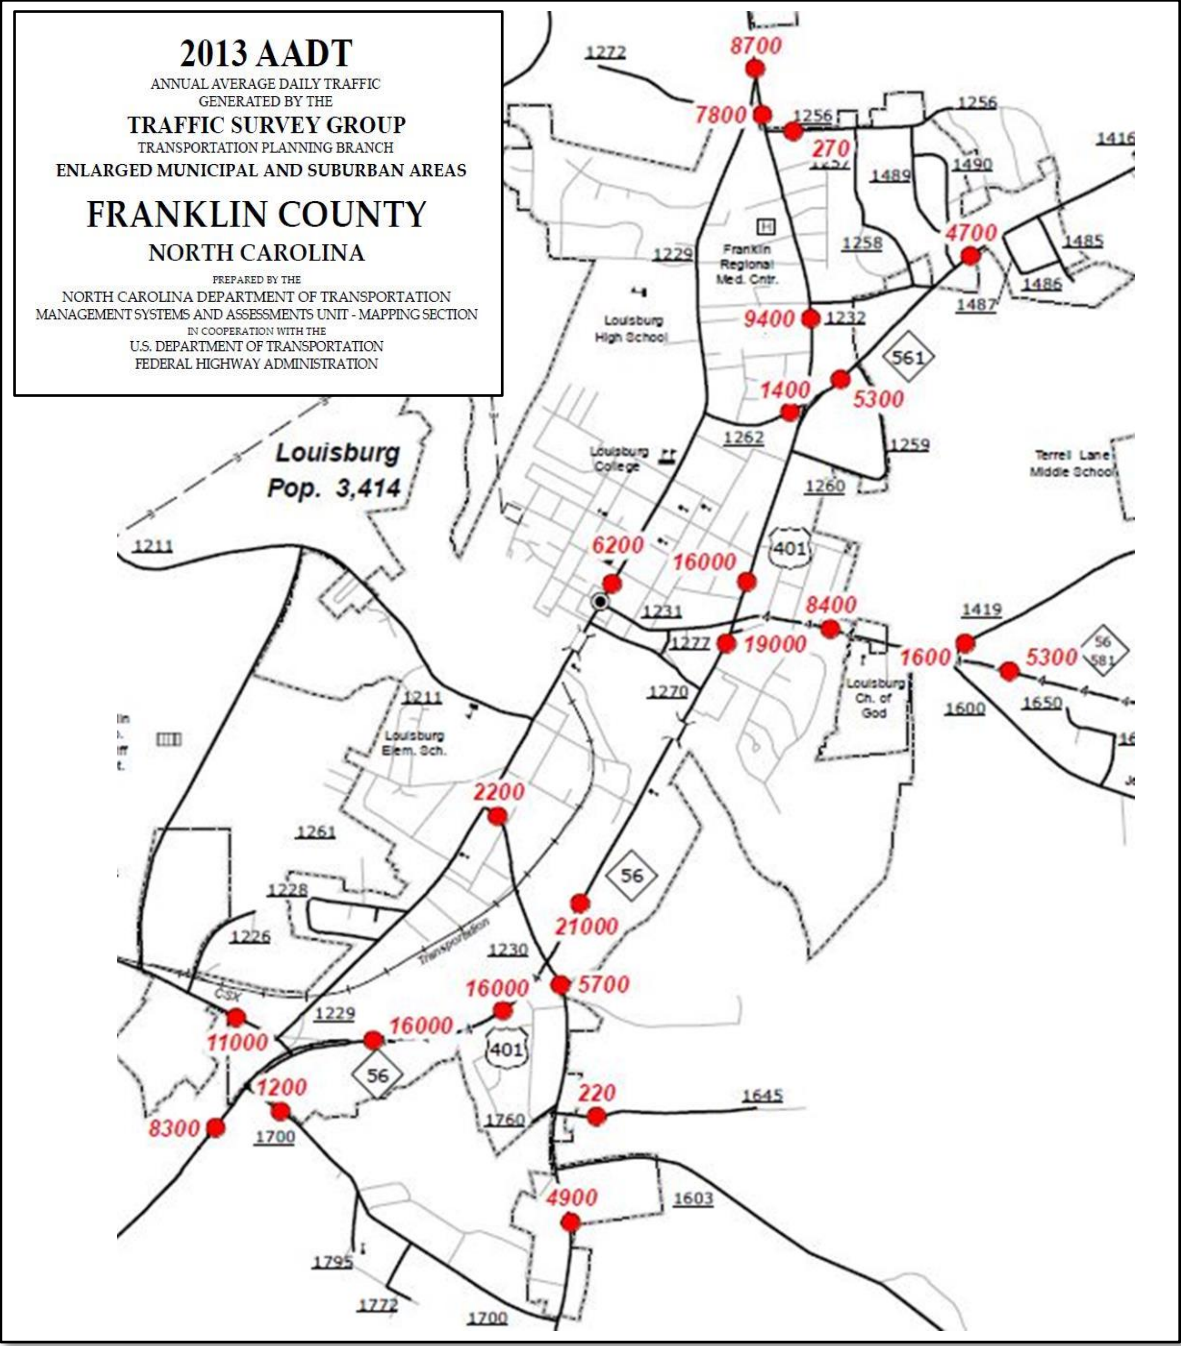 2013 AADT
ANNUAL AVERAGE DAILY TRAFFIC
GENERATED BY THE
TRAFFIC SURVEY GROUP
TRANSPORTATION PLANNING BRANCH
ENLARGED MUNICIPAL AND SUBURBAN AREAS
FRANKLIN COUNTY
NORTH CAROLINA
PREPARED BY THE
NORTH CAROLINA DEPARTMENT OF TRANSPORTATION
MANAGEMENT SYSTEMS AND ASSESSMENTS UNIT - MAPPING SECTION
IN COOPERATION WITH THE
U.S. DEPARTMENT OF TRANSPORTATION
FEDERAL HIGHWAY ADMINISTRATION
8700
1272
7800
1256
1256
270
1416
1490
1489
4700
1258
1485
1229
H
Franklin
Regional
Med. Cntr.
1486
1487
9400
1232
Louisburg
High School
561
1400
5300
1262
1259
Louisburg
College
Louisburg
Pop. 3,414
Terrell Lane
Middle School
1260
1211
6200
16000
401
1231
8400
1419
1277
19000
1600
5300
56
581
1270
Louisburg
Ch. of
God
1600
1650
1211
Louisburg
Elem. Sch.
2200
1261
56
1228
21000
1226
Transportation
1230
CSX
16000
5700
1229
16000
11000
401
56
1200
220
1645
1760
8300
1700
4900
1603
1795
1772
1700